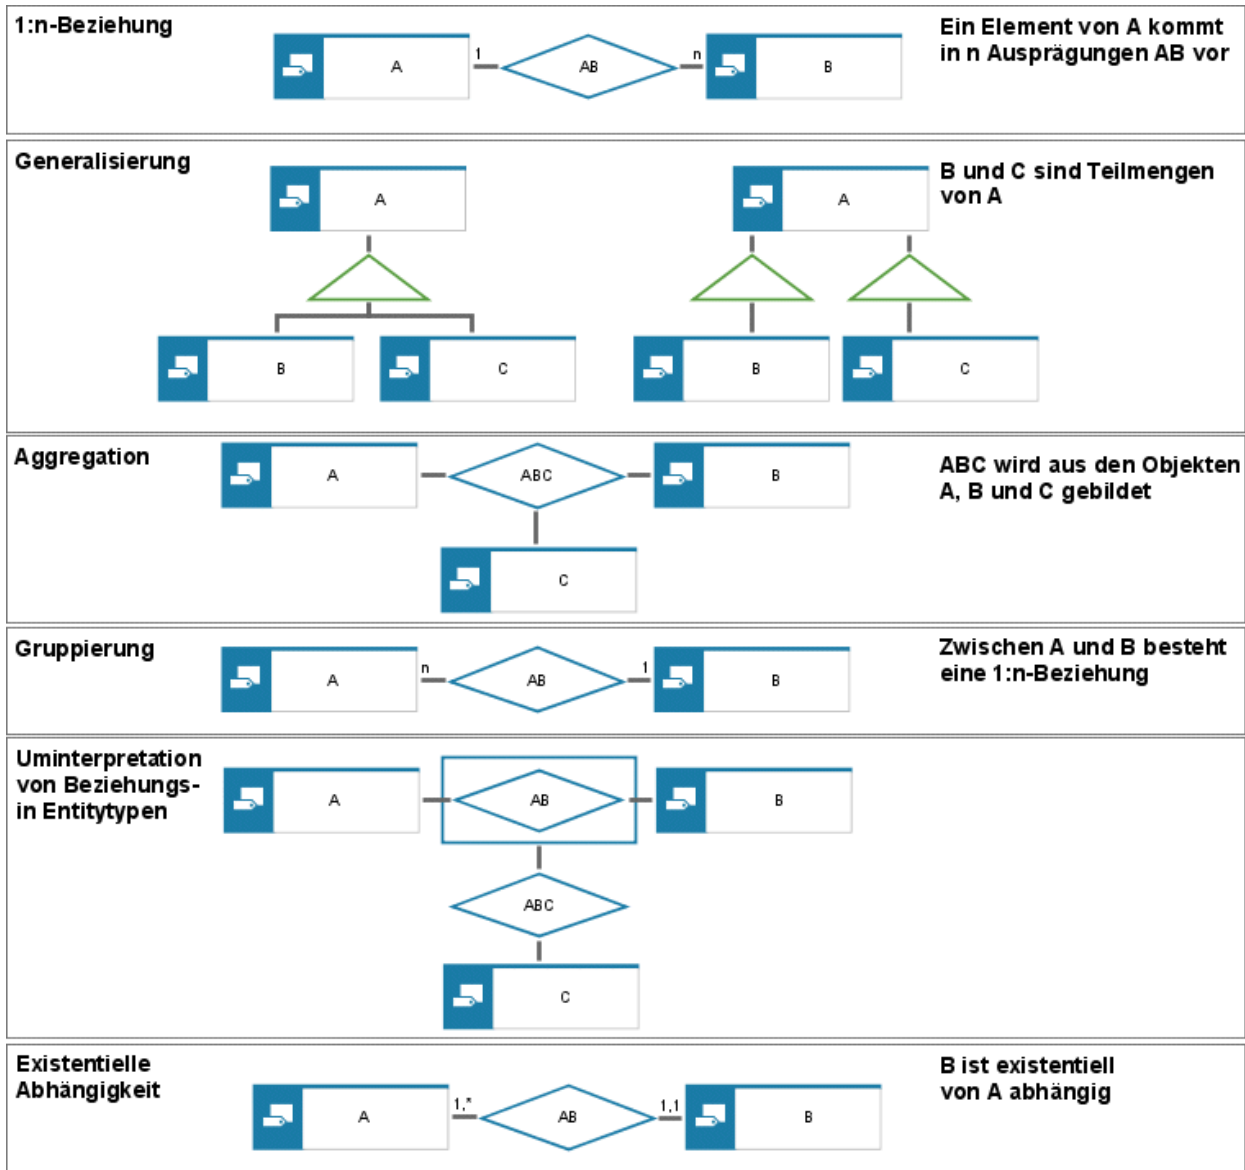 1:n-Beziehung
A
1
AB
n
B
Ein Element von A kommt
in n Ausprägungen AB vor
Generalisierung
A
B
C
A
B
C
B und C sind Teilmengen
von A
Aggregation
A
ABC
B
C
ABC wird aus den Objekten
A, B und C gebildet
Gruppierung
A
n
AB
1
B
Zwischen A und B besteht
eine 1:n-Beziehung
Uminterpretation
von Beziehungs-
in Entitytypen
A
AB
B
ABC
C
Existentielle
Abhängigkeit
A
1,*
AB
1,1
B
B ist existentiell
von A abhängig